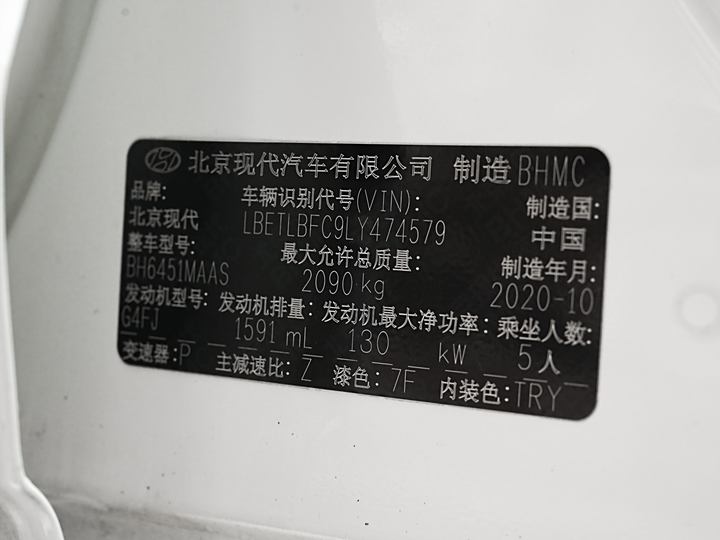 北京现代汽车有限公司 制造 BHMC
品牌: 车辆识别代号(VIN): 制造国:
北京现代 LBETLBFC9LY474579 中国
整车型号: 最大允许总质量: 制造年月:
BH6451MAAS 2090 kg 2020-10
发动机型号: 发动机排量: 发动机最大净功率: 乘坐人数:
G4FJ 1591 mL 130 kW 5人
变速器:P 主减速比: Z 漆色: 7F 内装色:TRY